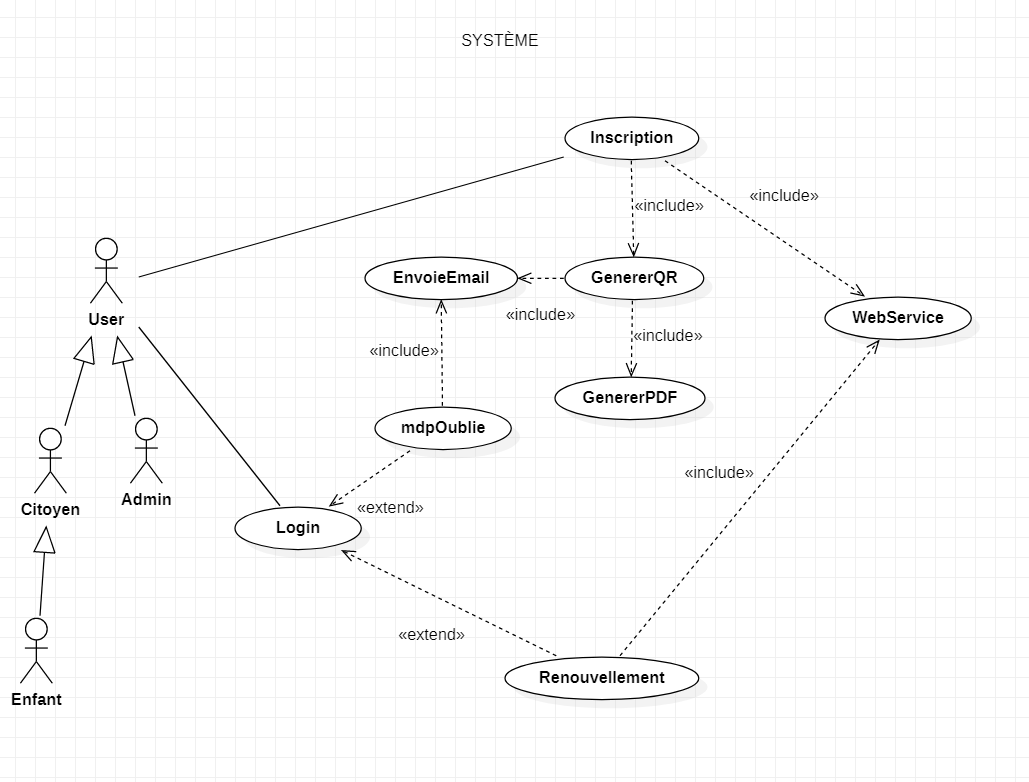 SYSTÈME
Inscription
«include»
«include»
User
EnvoieEmail
GenererQR
«include»
WebService
«include»
«include»
GenererPDF
mdpOublie
Citoyen
Admin
«extend»
Login
«include»
«extend»
Renouvellement
Enfant